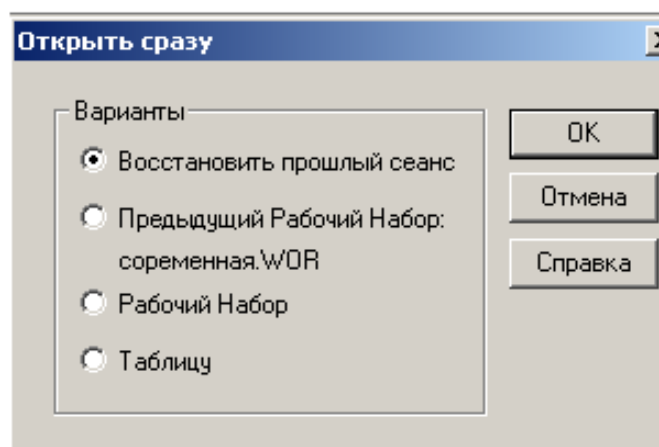 Открыть сразу
Варианты
Восстановить прошлый сеанс
Предыдущий Рабочий Набор:
соременная.WOR
Рабочий Набор
Таблицу
OK
Отмена
Справка